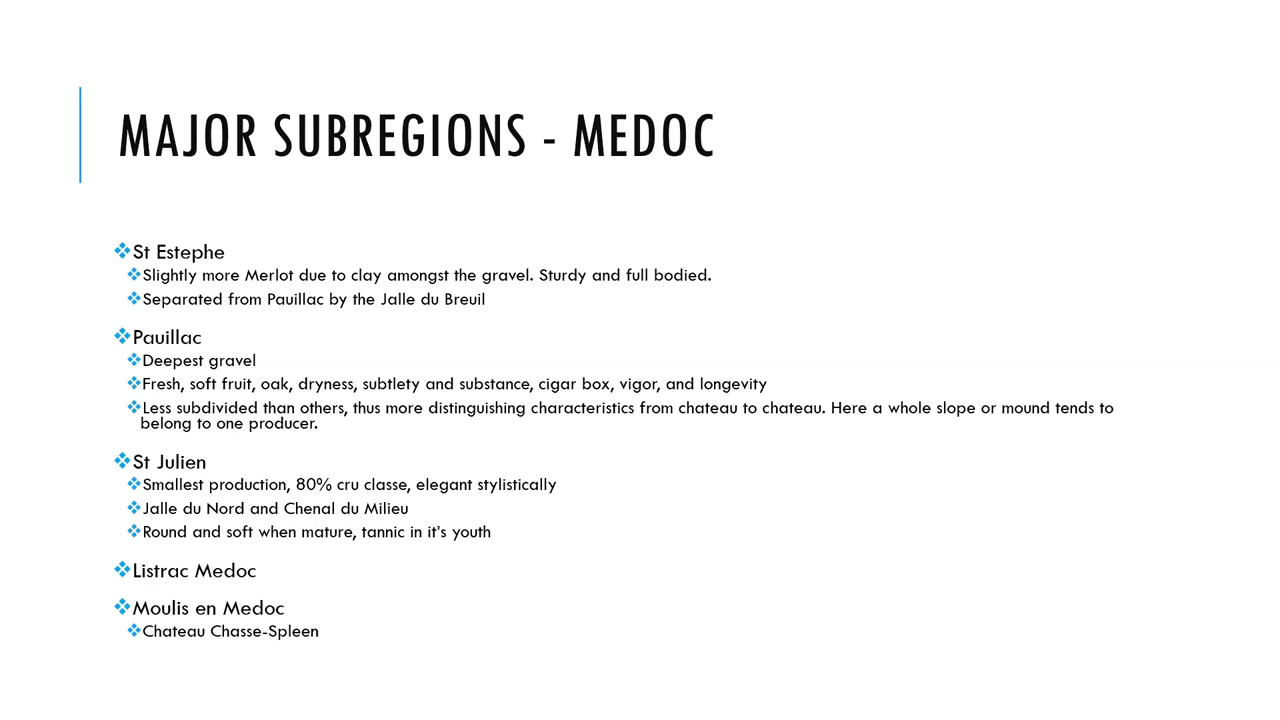 MAJOR SUBREGIONS - MEDOC
St Estephe
Slightly more Merlot due to clay amongst the gravel. Sturdy and full bodied.
Separated from Pauillac by the Jalle du Breuil
Pauillac
Deepest gravel
Fresh, soft fruit, oak, dryness, subtlety and substance, cigar box, vigor, and longevity
Less subdivided than others, thus more distinguishing characteristics from chateau to chateau. Here a whole slope or mound tends to
belong to one producer.
St Julien
Smallest production, 80% cru classe, elegant stylistically
Jalle du Nord and Chenal du Milieu
Round and soft when mature, tannic in it's youth
Listrac Medoc
Moulis en Medoc
Chateau Chasse-Spleen